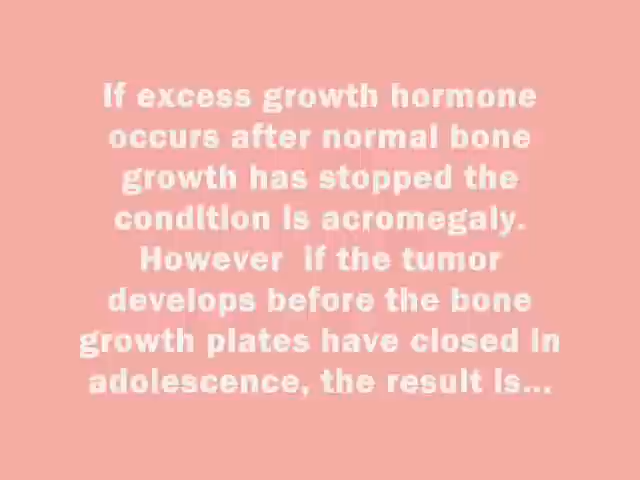 If excess growth hormone
occurs after normal bone
growth has stopped the
condition is acromegaly.
However if the tumor
develops before the bone
growth plates have closed in
adolescence, the result is...